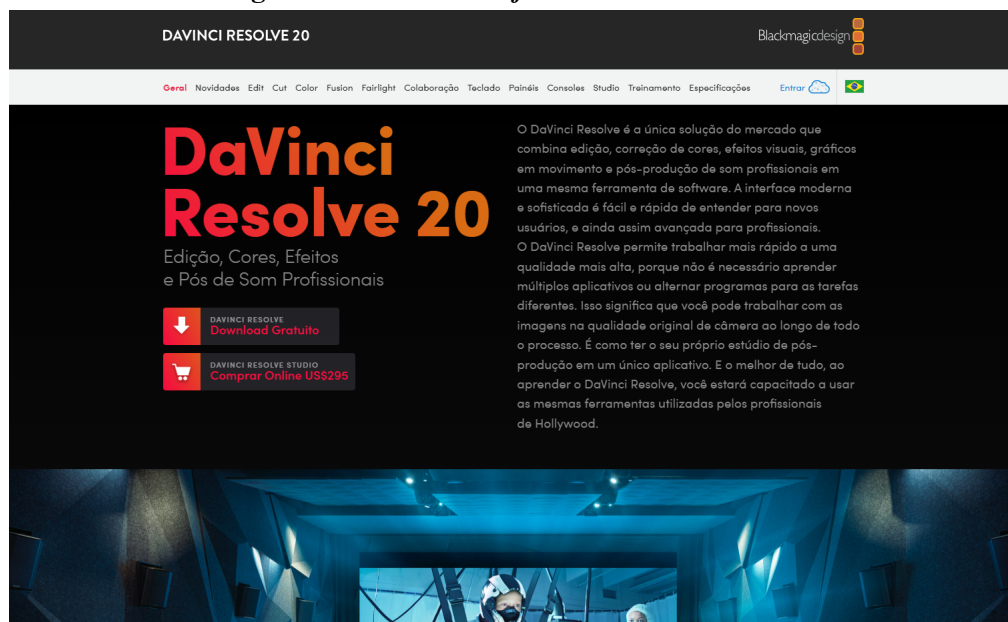 DAVINCI RESOLVE 20
Blackmagicdesign
Geral Novidades Edit Cut Color Fusion Fairlight Colaboração Teclado Painéis Consoles Studio Treinamento Especificações Entrar
DaVinci
Resolve 20
Edição, Cores, Efeitos
e Pós de Som Profissionais
DAVINCI RESOLVE
Download Gratuito
DAVINCI RESOLVE STUDIO
Comprar Online US$295
O DaVinci Resolve é a única solução do mercado que
combina edição, correção de cores, efeitos visuais, gráficos
em movimento e pós-produção de som profissionais em
uma mesma ferramenta de software. A interface moderna
e sofisticada é fácil e rápida de entender para novos
usuários, e ainda assim avançada para profissionais.
O DaVinci Resolve permite trabalhar mais rápido a uma
qualidade mais alta, porque não é necessário aprender
múltiplos aplicativos ou alternar programas para as tarefas
diferentes. Isso significa que você pode trabalhar com as
imagens na qualidade original de câmera ao longo de todo
o processo. É como ter o seu próprio estúdio de pós-
produção em um único aplicativo. E o melhor de tudo, ao
aprender o DaVinci Resolve, você estará capacitado a usar
as mesmas ferramentas utilizadas pelos profissionais
de Hollywood.